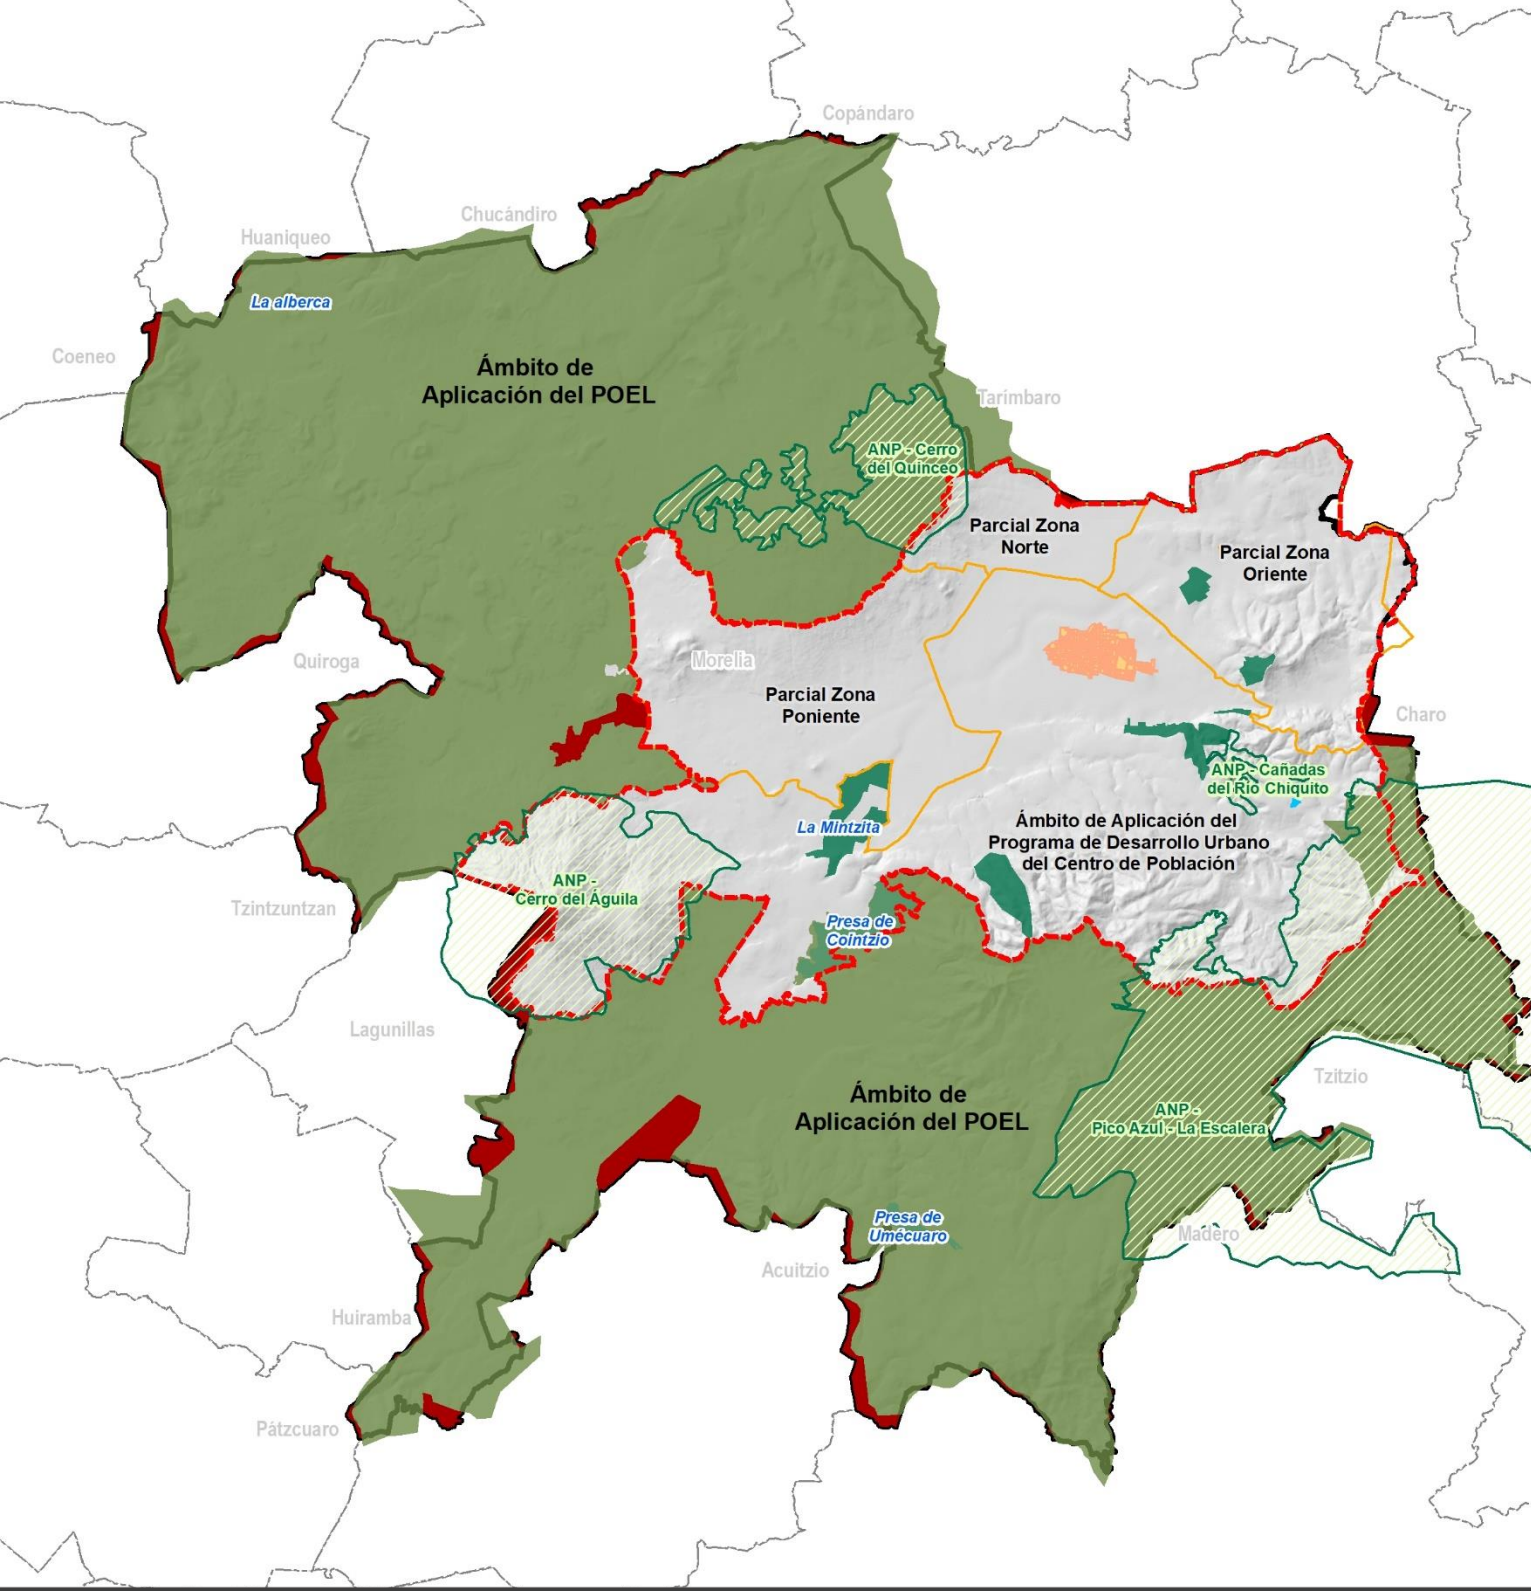 Copándaro
Chucándiro
Huaniqueo
La alberca
Coeneo
Ámbito de
Aplicación del POEL
Tarímbaro
ANP - Cerro
del Quinceo
Parcial Zona
Norte
Parcial Zona
Oriente
Quiroga
Morelia
Parcial Zona
Poniente
Charo
ANP - Cañadas
del Rio Chiquito
La Mintzita
Ámbito de Aplicación del
Programa de Desarrollo Urbano
del Centro de Población
ANP -
Cerro del Águila
Tzintzuntzan
Presa de
Cointzio
Lagunillas
Tzitzio
Ámbito de
Aplicación del POEL
ANP -
Pico Azul - La Escalera
Presa de
Umécuaro
Madero
Acuitzio
Huiramba
Pátzcuaro